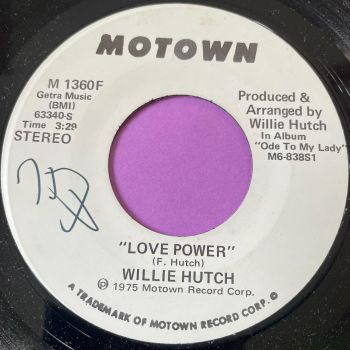 MOTOWN
M 1360F
Getra Music
(BMI)
63340-S
Time 3:29
STEREO
Produced &
Arranged by
Willie Hutch
In Album
"Ode To My Lady"
M6-838S1
"LOVE POWER"
(F. Hutch)
WILLIE HUTCH
© 1975 Motown Record Corp.
A TRADEMARK OF MOTOWN RECORD CORP. ©